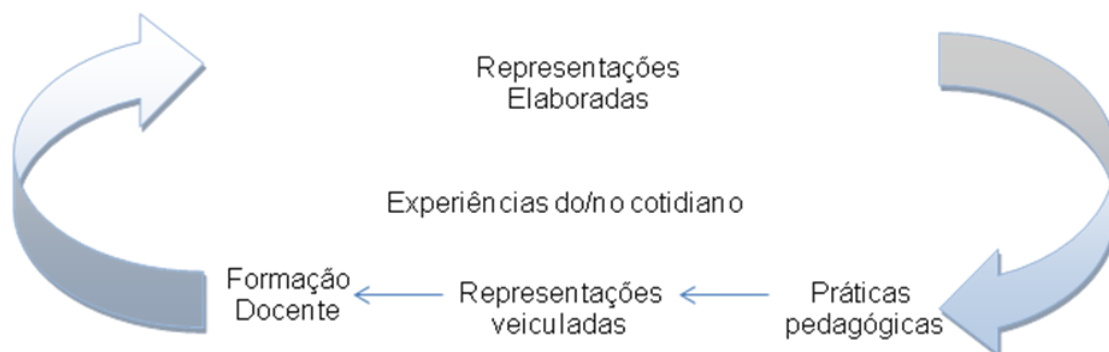 Representações
Elaboradas
Experiências do/no cotidiano
Formação
Docente
Representações
veiculadas
Práticas
pedagógicas